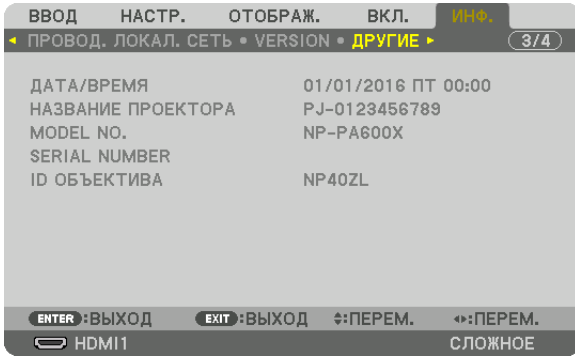 ВВОД НАСТР. ОТОБРАЖ. ВКЛ. ИНФ.
ПРОВОД. ЛОКАЛ. СЕТЬ • VERSION • ДРУГИЕ 3/4
ДАТА/ВРЕМЯ 01/01/2016 ПТ 00:00
НАЗВАНИЕ ПРОЕКТОРА PJ-0123456789
MODEL NO. NP-PA600X
SERIAL NUMBER
ID ОБЪЕКТИВА NP40ZL
ENTER :ВЫХОД EXIT :ВЫХОД :ПЕРЕМ. :ПЕРЕМ.
HDMI1 СЛОЖНОЕ